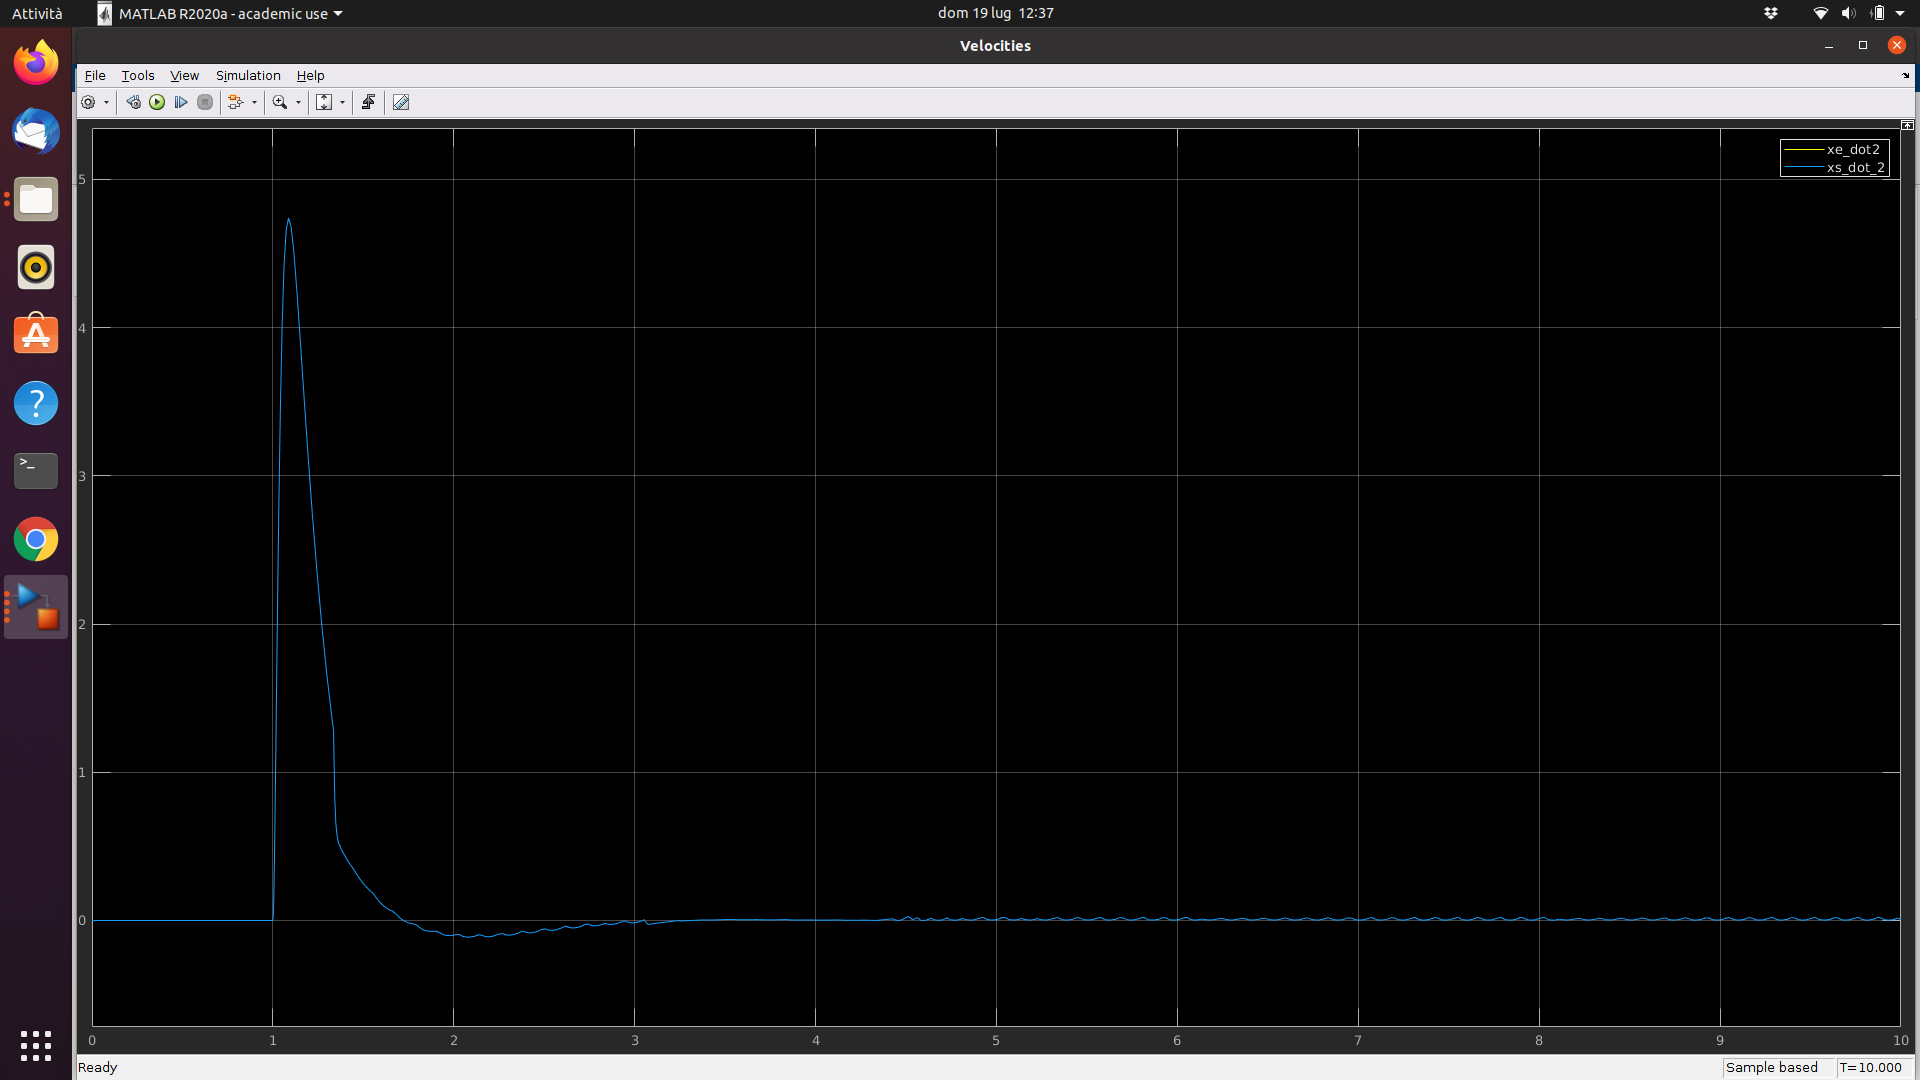 Attività
MATLAB R2020a - academic use
dom 19 lug 12:37
Velocities
File Tools View Simulation Help
xe_dot2
xs_dot_2
5
4
3
2
1
0
0 1 2 3 4 5 6 7 8 9 10
Ready
Sample based T=10.000